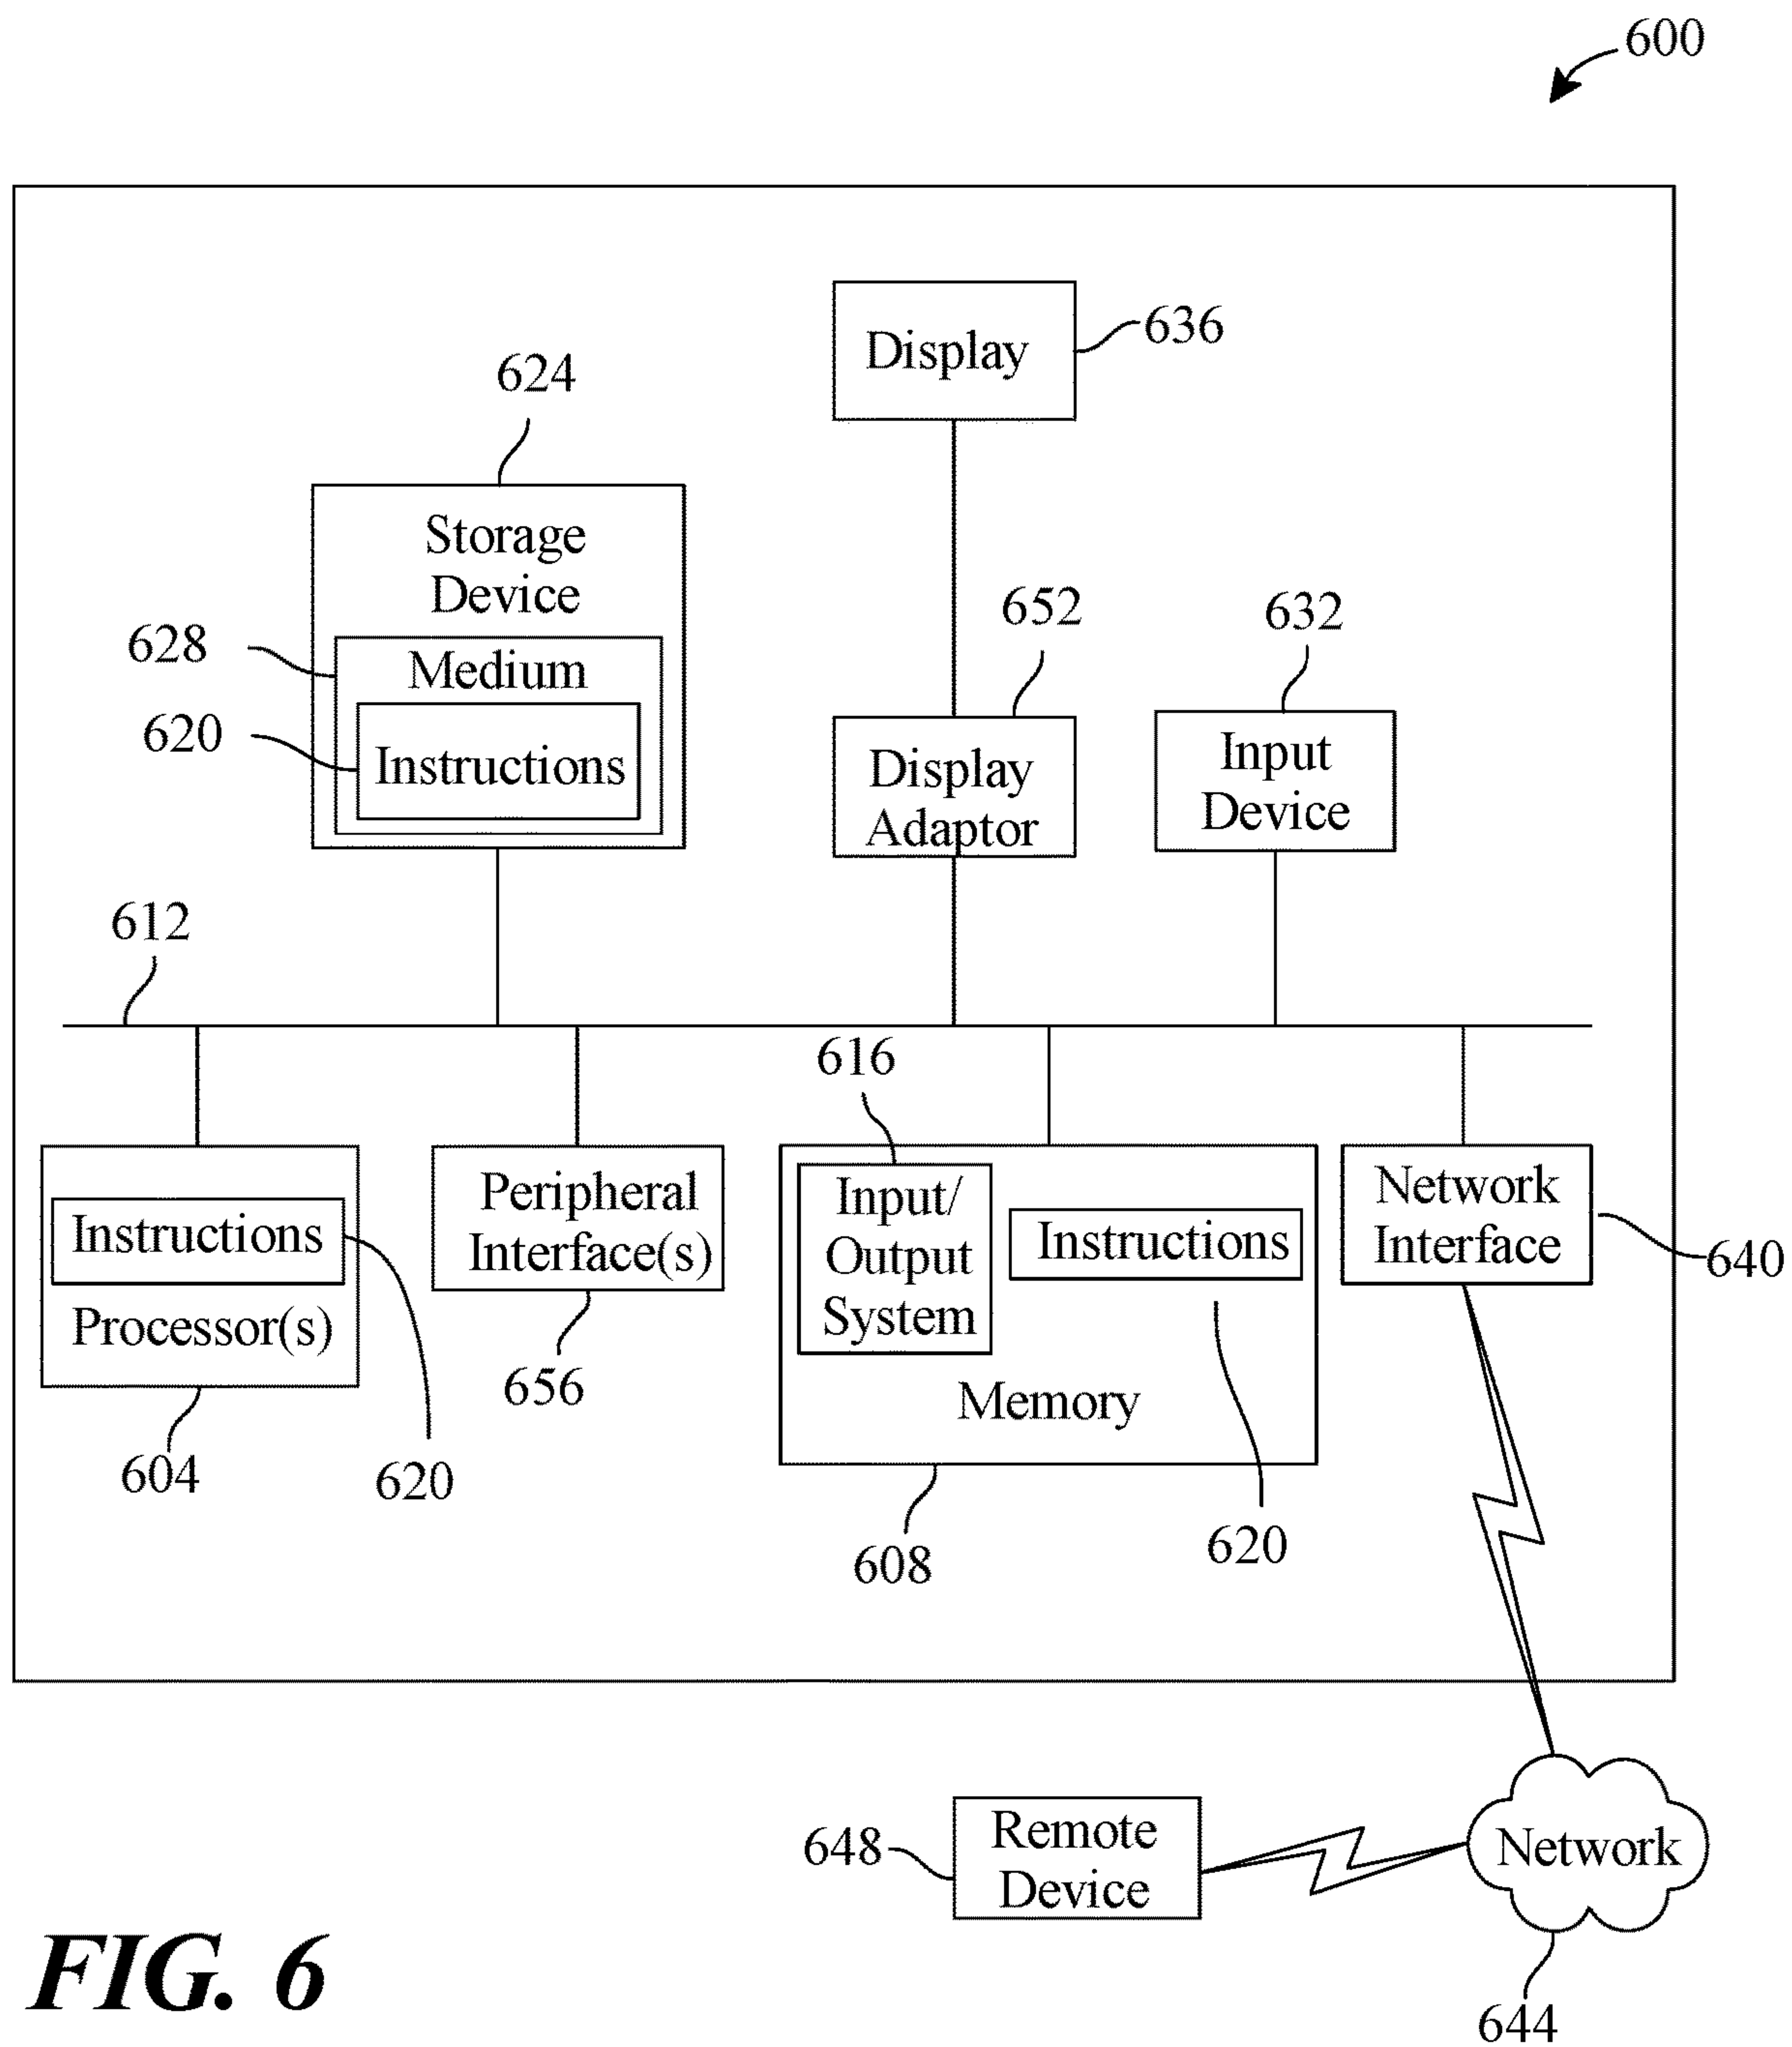 600
Display
636
624
Storage
Device
652
632
628
Medium
620
Instructions
Display
Adaptor
Input
Device
612
616
Instructions
Processor(s)
Peripheral
Interface(s)
Input/
Output
System
Instructions
Memory
Network
Interface
640
656
604
620
608
620
648
Remote
Device
Network
FIG. 6
644